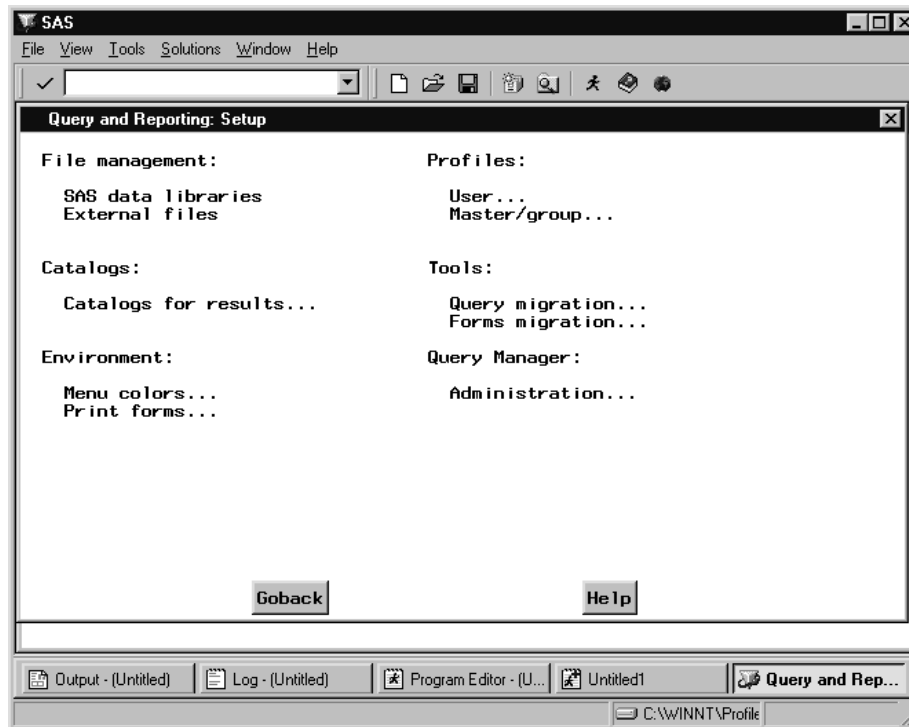 SAS
File View Tools Solutions Window Help
Query and Reporting: Setup
File management:
SAS data libraries
External files
Profiles:
User...
Master/group...
Catalogs:
Catalogs for results...
Tools:
Query migration...
Forms migration...
Environment:
Menu colors...
Print forms...
Query Manager:
Administration...
Goback
Help
Output - (Untitled)
Log - (Untitled)
Program Editor - (U...
Untitled1
Query and Rep...
C:\WINNT\Profile